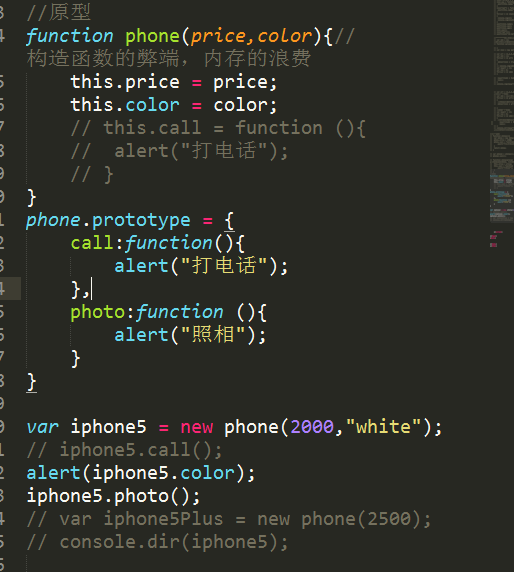 //原型
function phone(price,color){//
构造函数的弊端，内存的浪费
    this.price = price;
    this.color = color;
    // this.call = function (){
    //  alert("打电话");
    // }
}
phone.prototype = {
    call:function(){
        alert("打电话");
    },
    photo:function (){
        alert("照相");
    }
}
var iphone5 = new phone(2000,"white");
// iphone5.call();
alert(iphone5.color);
iphone5.photo();
// var iphone5Plus = new phone(2500);
// console.dir(iphone5);